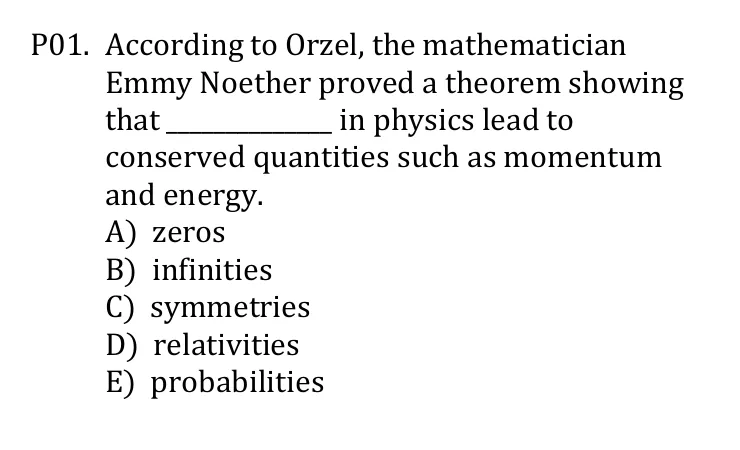 P01. According to Orzel, the mathematician
Emmy Noether proved a theorem showing
that ______________ in physics lead to
conserved quantities such as momentum
and energy.
A) zeros
B) infinities
C) symmetries
D) relativities
E) probabilities